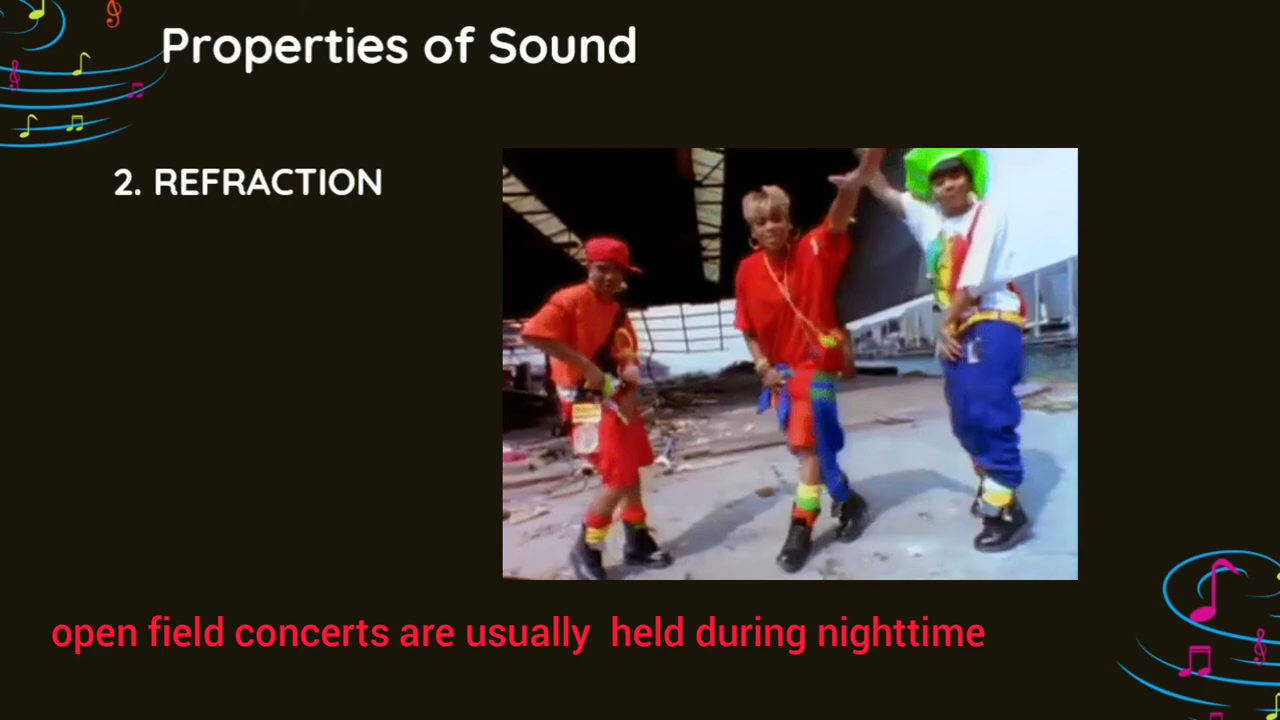 Properties of Sound
2. REFRACTION
open field concerts are usually  held during nighttime